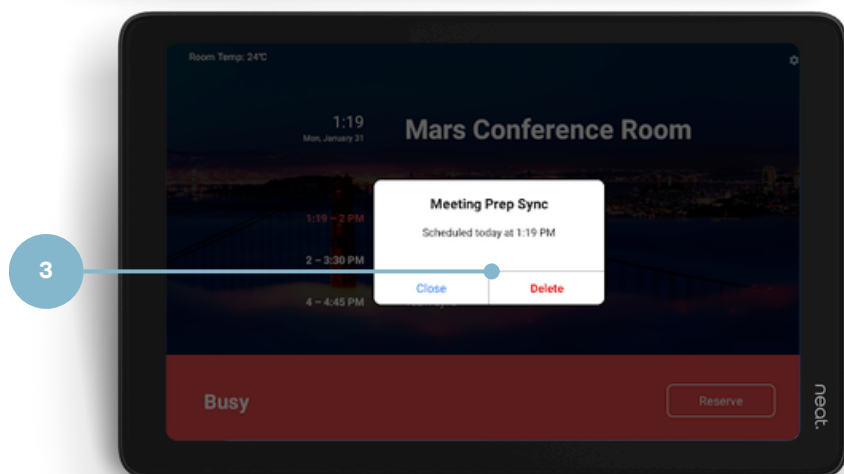 Room Temp: 24°C
1:19
Mon, January 31
Mars Conference Room
Meeting Prep Sync
Scheduled today at 1:19 PM
1:19 – 2 PM
2 – 3:30 PM
3
Close
Delete
4 – 4:45 PM
Busy
Reserve
neat.